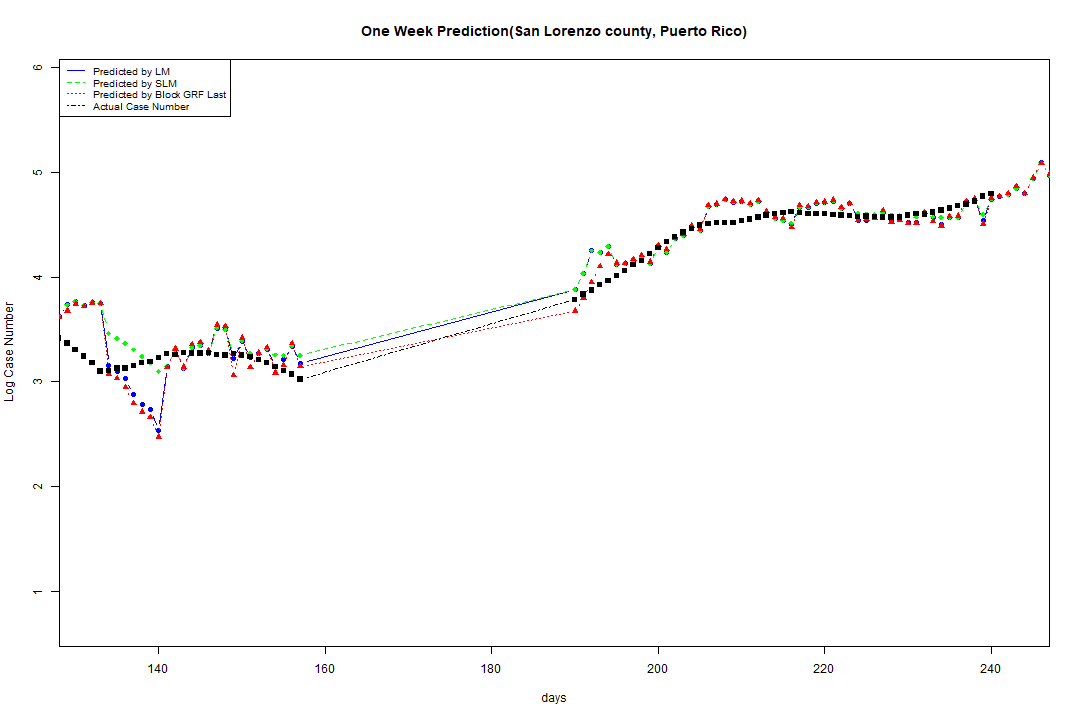 One Week Prediction(San Lorenzo county, Puerto Rico)
Predicted by LM
Predicted by SLM
Predicted by Block GRF Last
Actual Case Number
6
5
4
3
2
1
Log Case Number
140 160 180 200 220 240
days